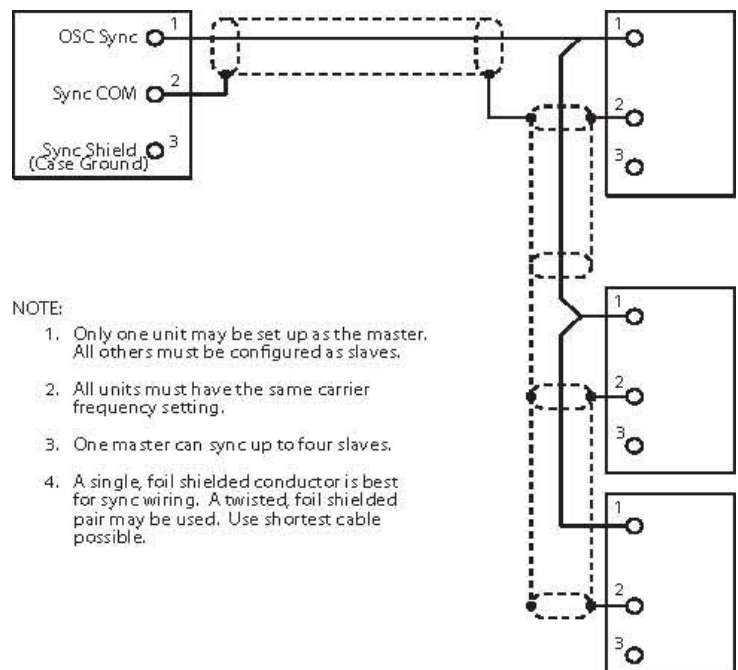 OSC Sync 1
Sync COM 2
Sync Shield 3
(Case Ground)
1
2
3
1
2
3
1
2
3
NOTE:
1. Only one unit may be set up as the master.
All others must be configured as slaves.
2. All units must have the same carrier
frequency setting.
3. One master can sync up to four slaves.
4. A single, foil shielded conductor is best
for sync wiring. A twisted, foil shielded
pair may be used. Use shortest cable
possible.